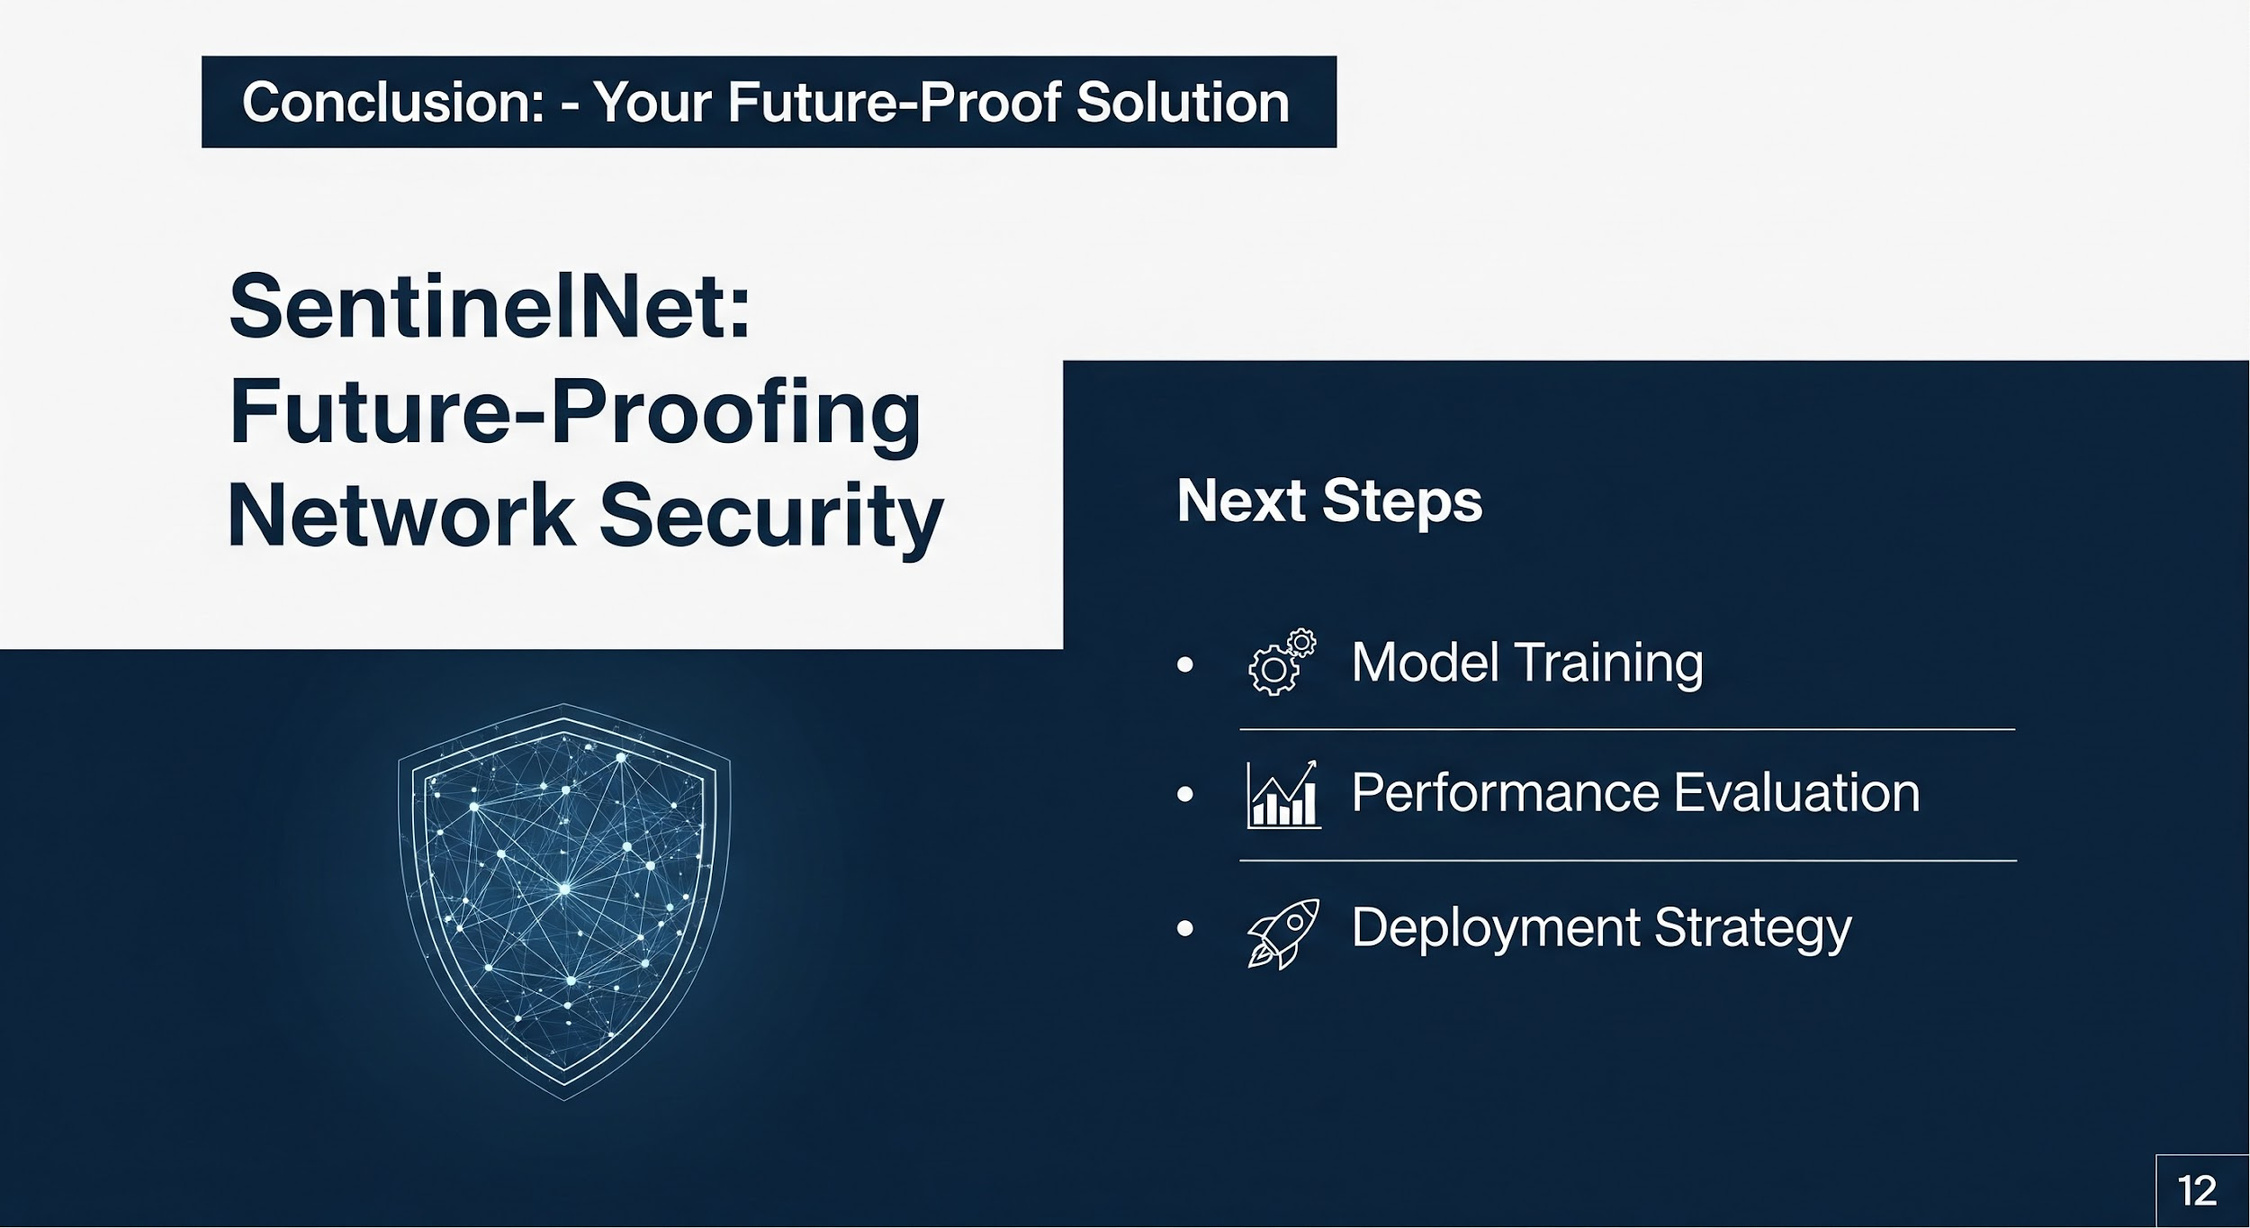 Conclusion: - Your Future-Proof Solution
SentinelNet:
Future-Proofing
Network Security
Next Steps
• Model Training
• Performance Evaluation
• Deployment Strategy
12